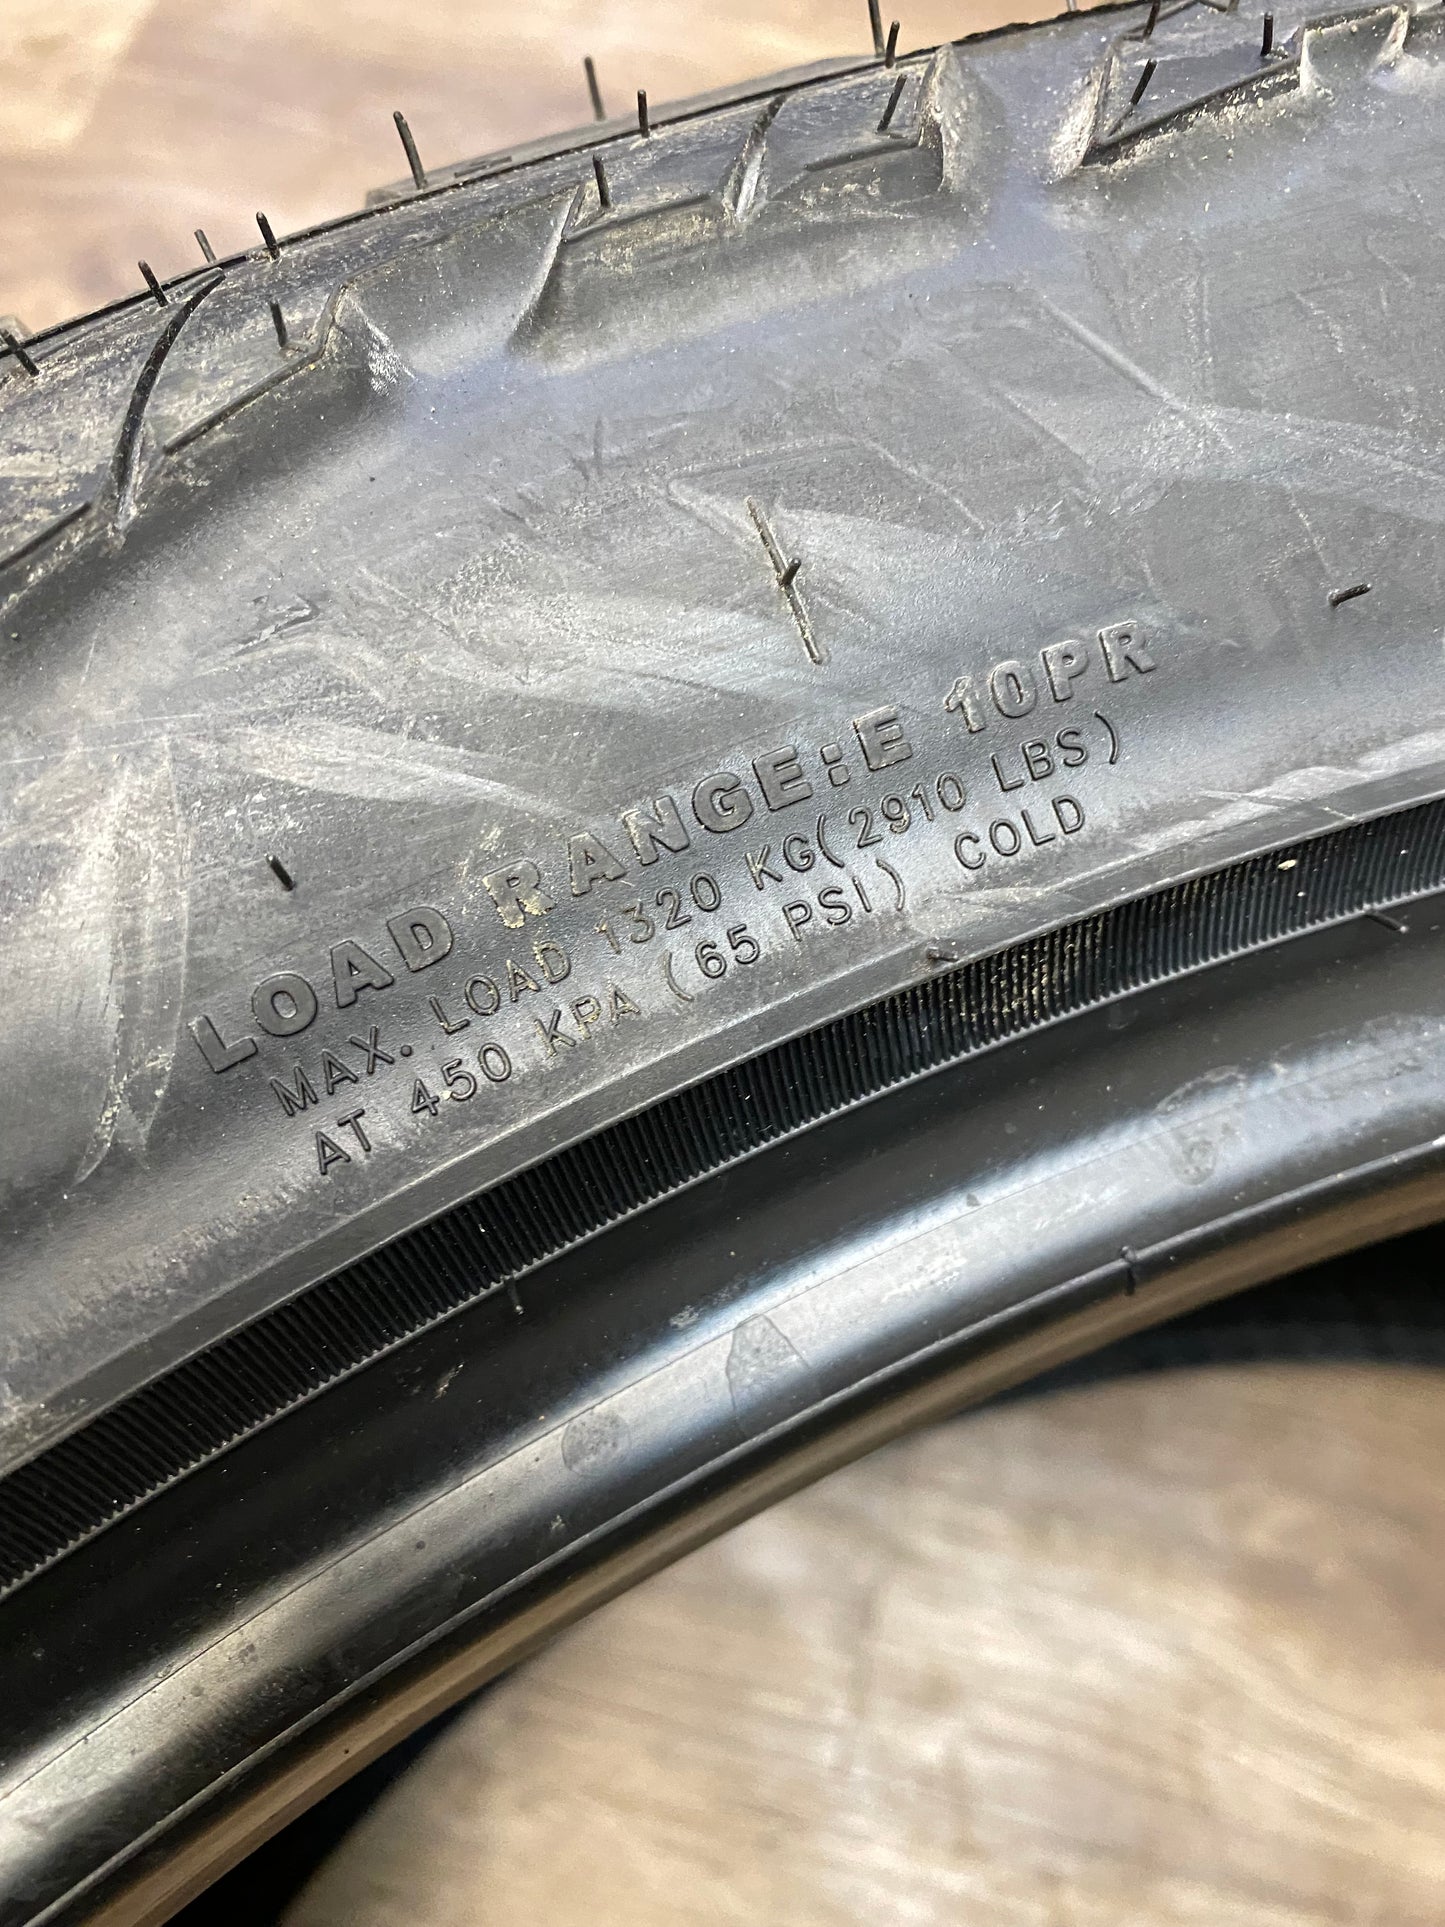 LOAD RANGE:E 10PR
MAX. LOAD 1320 KG(2910 LBS)
AT 450 KPA (65 PSI) COLD